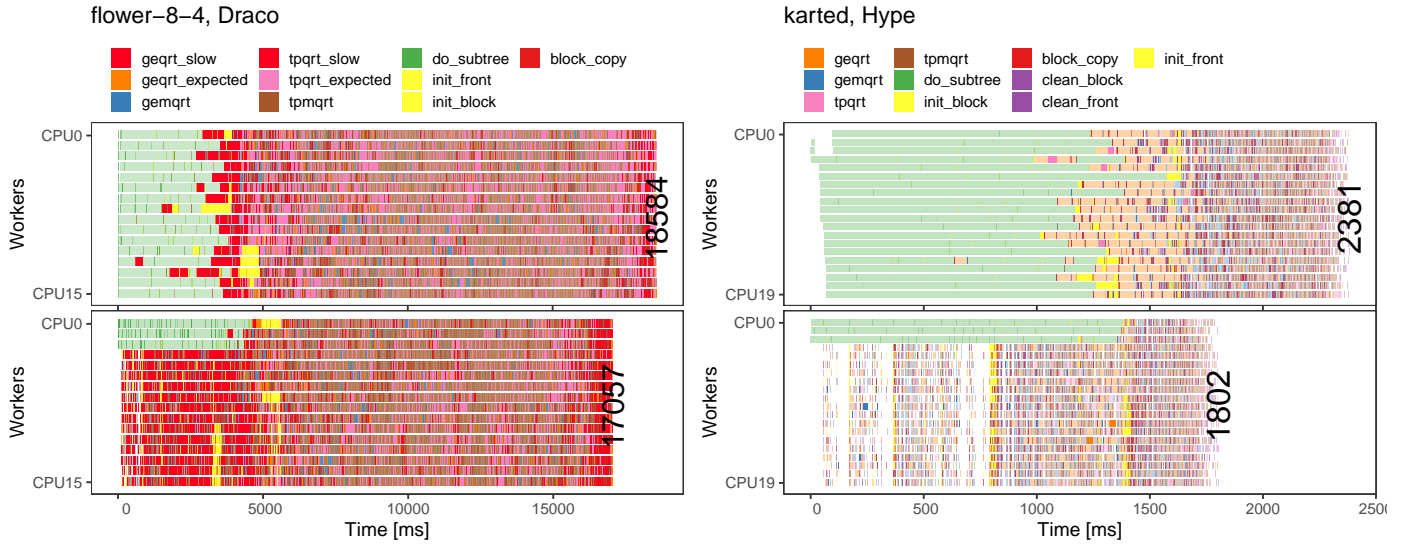 flower−8−4, Draco
geqrt_slow tpqrt_slow do_subtree block_copy
geqrt_expected tpqrt_expected init_front
gemqrt tpmqrt init_block
CPU0
Workers
CPU15
18584
CPU0
Workers
CPU15
17057
0 5000 10000 15000
Time [ms]
karted, Hype
geqrt tpmqrt block_copy init_front
gemqrt do_subtree clean_block
tpqrt init_block clean_front
CPU0
Workers
CPU19
2381
CPU0
Workers
CPU19
1802
0 500 1000 1500 2000 2500
Time [ms]